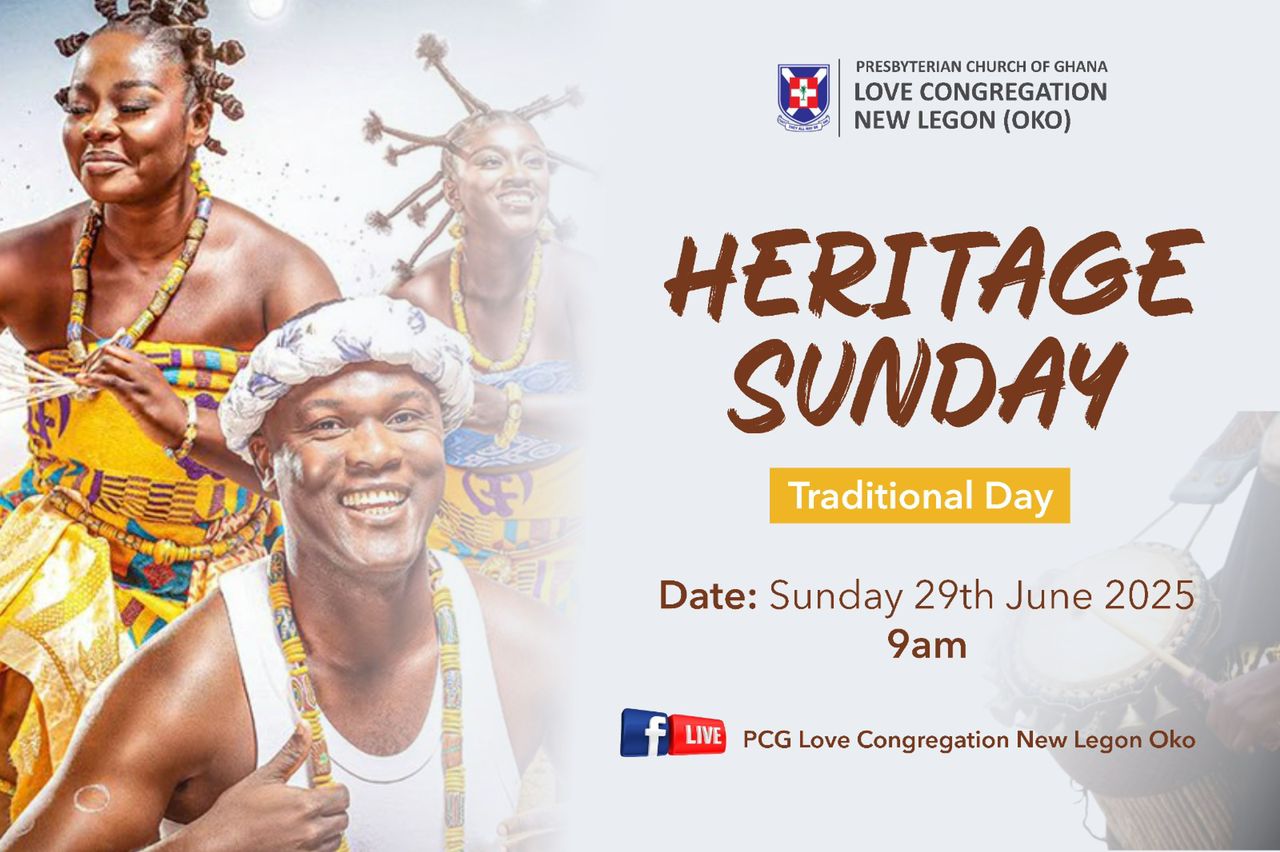 PRESBYTERIAN CHURCH OF GHANA
LOVE CONGREGATION
NEW LEGON (OKO)
HERITAGE
SUNDAY
Traditional Day
Date: Sunday 29th June 2025
9am
f LIVE PCG Love Congregation New Legon Oko